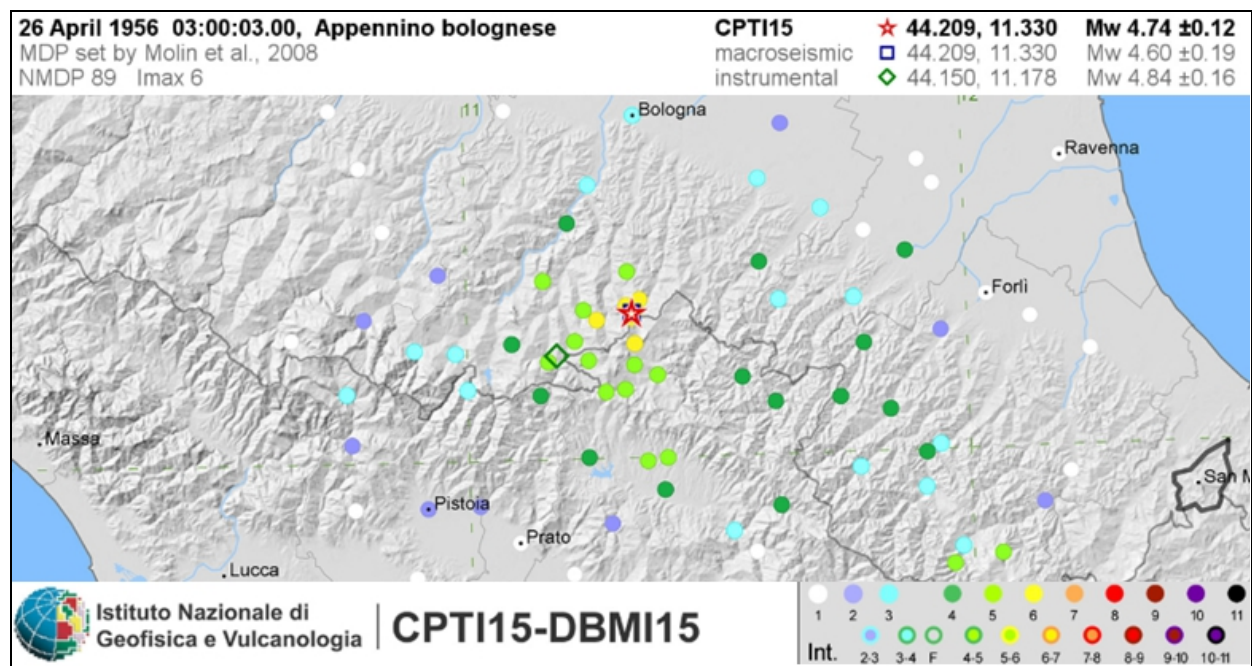 26 April 1956 03:00:03.00, Appennino bolognese
MDP set by Molin et al., 2008
NMDP 89 Imax 6
CPTI15 44.209, 11.330 Mw 4.74 ±0.12
macroseismic 44.209, 11.330 Mw 4.60 ±0.19
instrumental 44.150, 11.178 Mw 4.84 ±0.16
11
12
Bologna
Ravenna
Forlì
Massa
San M
Pistoia
Prato
Lucca
Istituto Nazionale di
Geofisica e Vulcanologia
CPTI15-DBMI15
1 2 3 4 5 6 7 8 9 10 11
Int. 2-3 3-4 F 4-5 5-6 6-7 7-8 8-9 9-10 10-11